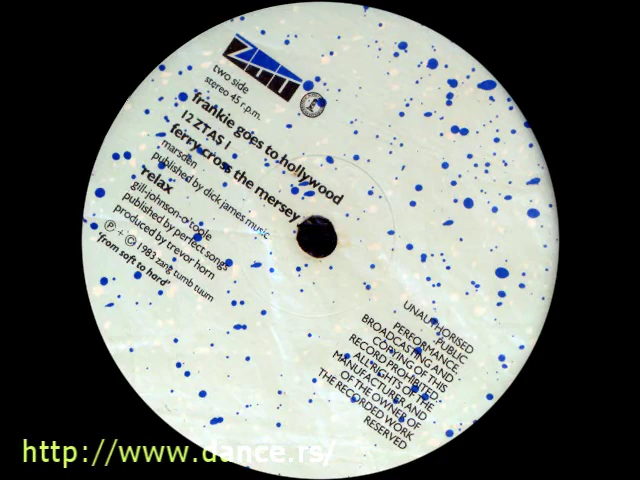 ZTT
two side
stereo 45 r.p.m.
frankie goes to hollywood
12 ZTAS 1
ferry cross the mersey
marsden
published by dick james music
relax
gill-johnson-o'toole
published by perfect songs
produced by trevor horn
Ⓟ + © 1983 zang tumb tuum
'from soft to hard'
UNAUTHORISED
PUBLIC
PERFORMANCE,
BROADCASTING AND
COPYING OF THIS
RECORD PROHIBITED.
ALL RIGHTS OF THE
MANUFACTURER AND
OF THE OWNER OF
THE RECORDED WORK
RESERVED
http://www.dance.rs/